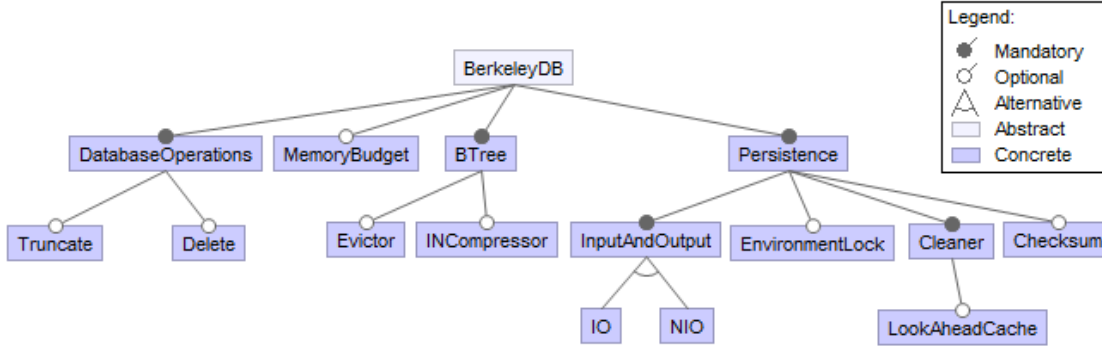 Legend:
Mandatory
Optional
Alternative
Abstract
Concrete
BerkeleyDB
DatabaseOperations
MemoryBudget
BTree
Persistence
Truncate
Delete
Evictor
INCompressor
InputAndOutput
EnvironmentLock
Cleaner
Checksum
IO
NIO
LookAheadCache